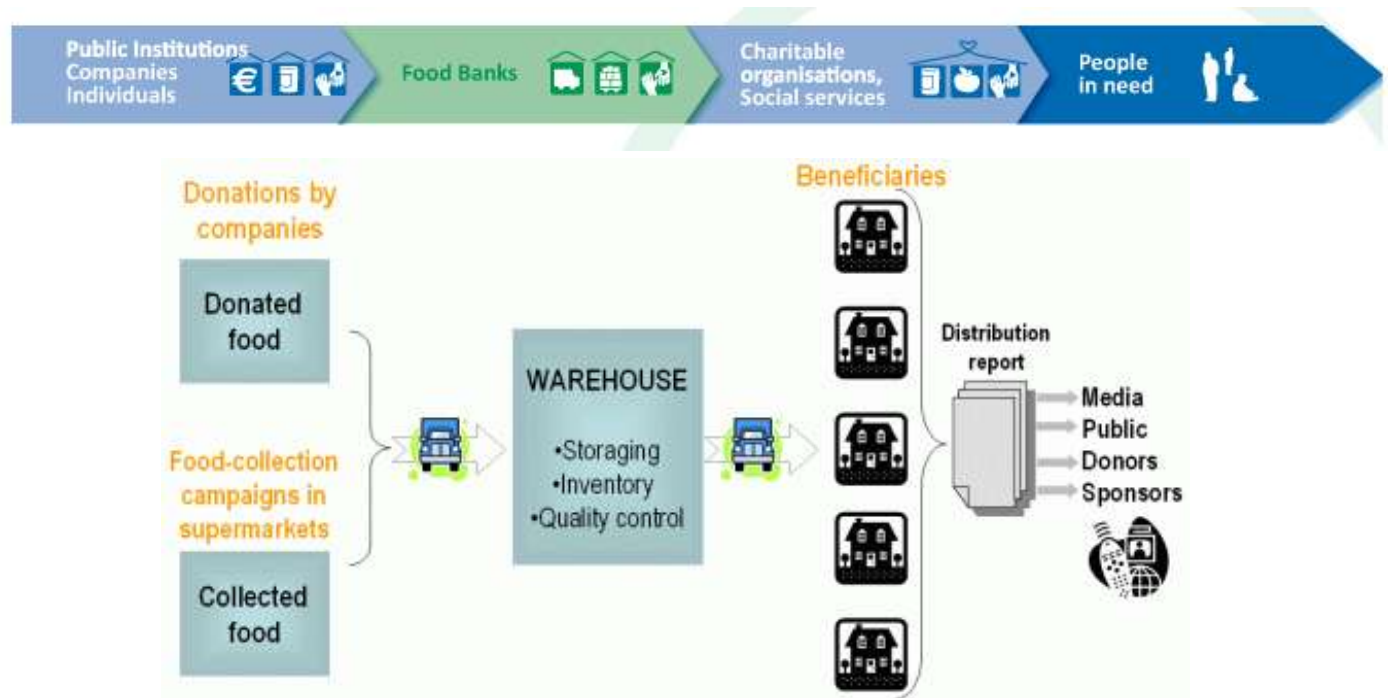 Public Institutions
Companies
Individuals
€
Food Banks
Charitable
organisations,
Social services
People
in need
Donations by
companies
Donated
food
Food-collection
campaigns in
supermarkets
Collected
food
WAREHOUSE
•Storaging
•Inventory
•Quality control
Beneficiaries
Distribution
report
Media
Public
Donors
Sponsors